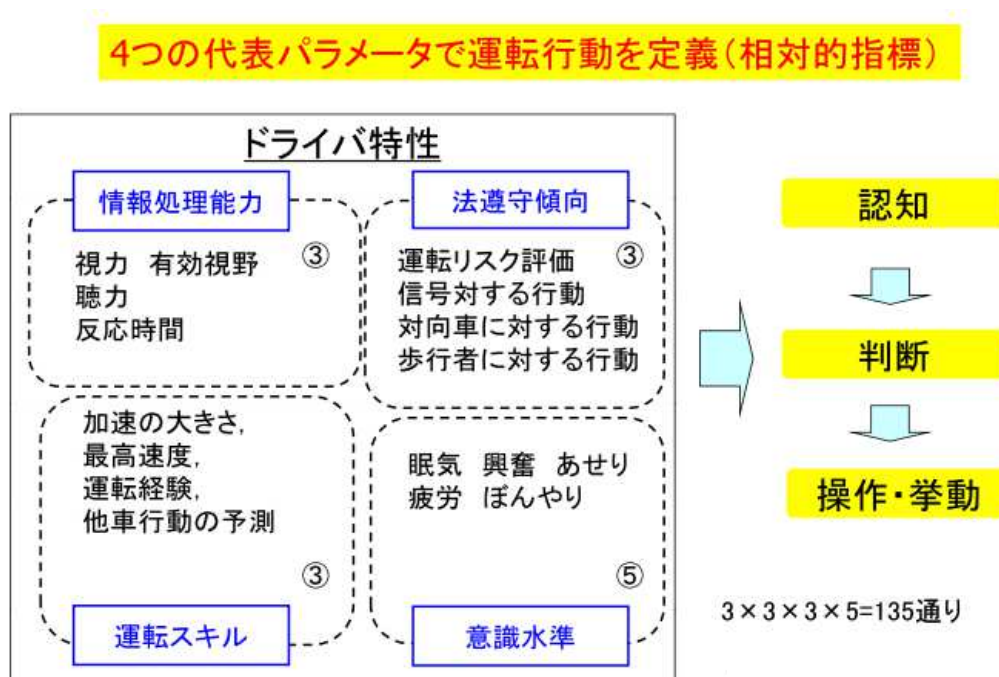 4つの代表パラメータで運転行動を定義(相対的指標)
ドライバ特性
情報処理能力
視力 有効視野 ③
聴力
反応時間
法遵守傾向
運転リスク評価 ③
信号対する行動
対向車に対する行動
歩行者に対する行動
加速の大きさ,
最高速度,
運転経験,
他車行動の予測
③
運転スキル
眠気 興奮 あせり
疲労 ぼんやり
⑤
意識水準
認知
判断
操作・挙動
3×3×3×5=135通り